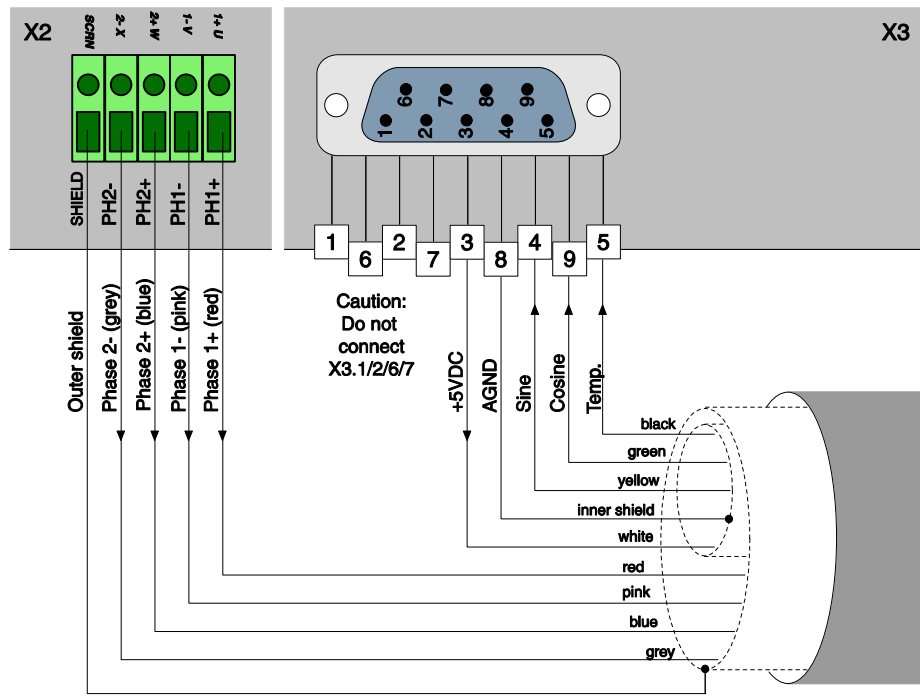 X2
SCRN
2- X
2+ W
1- V
1+ U
X3
6
7
8
9
1
2
3
4
5
SHIELD
PH2-
PH2+
PH1-
PH1+
1
6
2
7
3
8
4
9
5
Outer shield
Phase 2- (grey)
Phase 2+ (blue)
Phase 1- (pink)
Phase 1+ (red)
Caution:
Do not
connect
X3.1/2/6/7
+5VDC
AGND
Sine
Cosine
Temp.
black
green
yellow
inner shield
white
red
pink
blue
grey